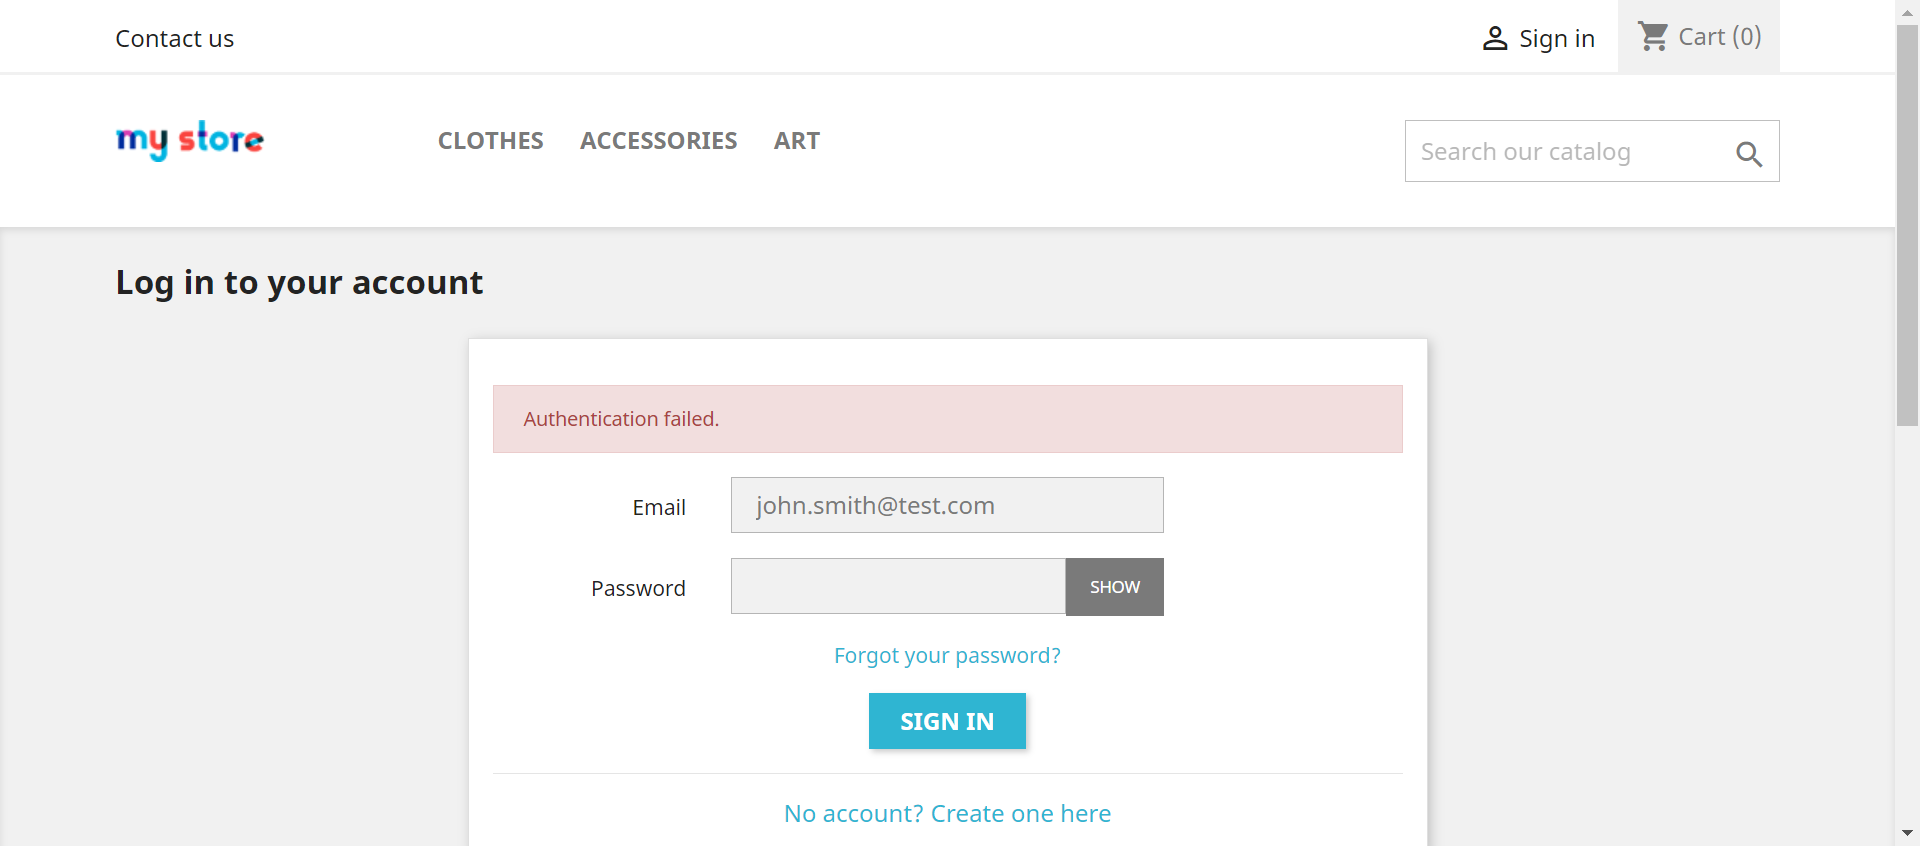 Contact us
Sign in
Cart (0)
my store
CLOTHES ACCESSORIES ART
Search our catalog
Log in to your account
Authentication failed.
Email
john.smith@test.com
Password
SHOW
Forgot your password?
SIGN IN
No account? Create one here